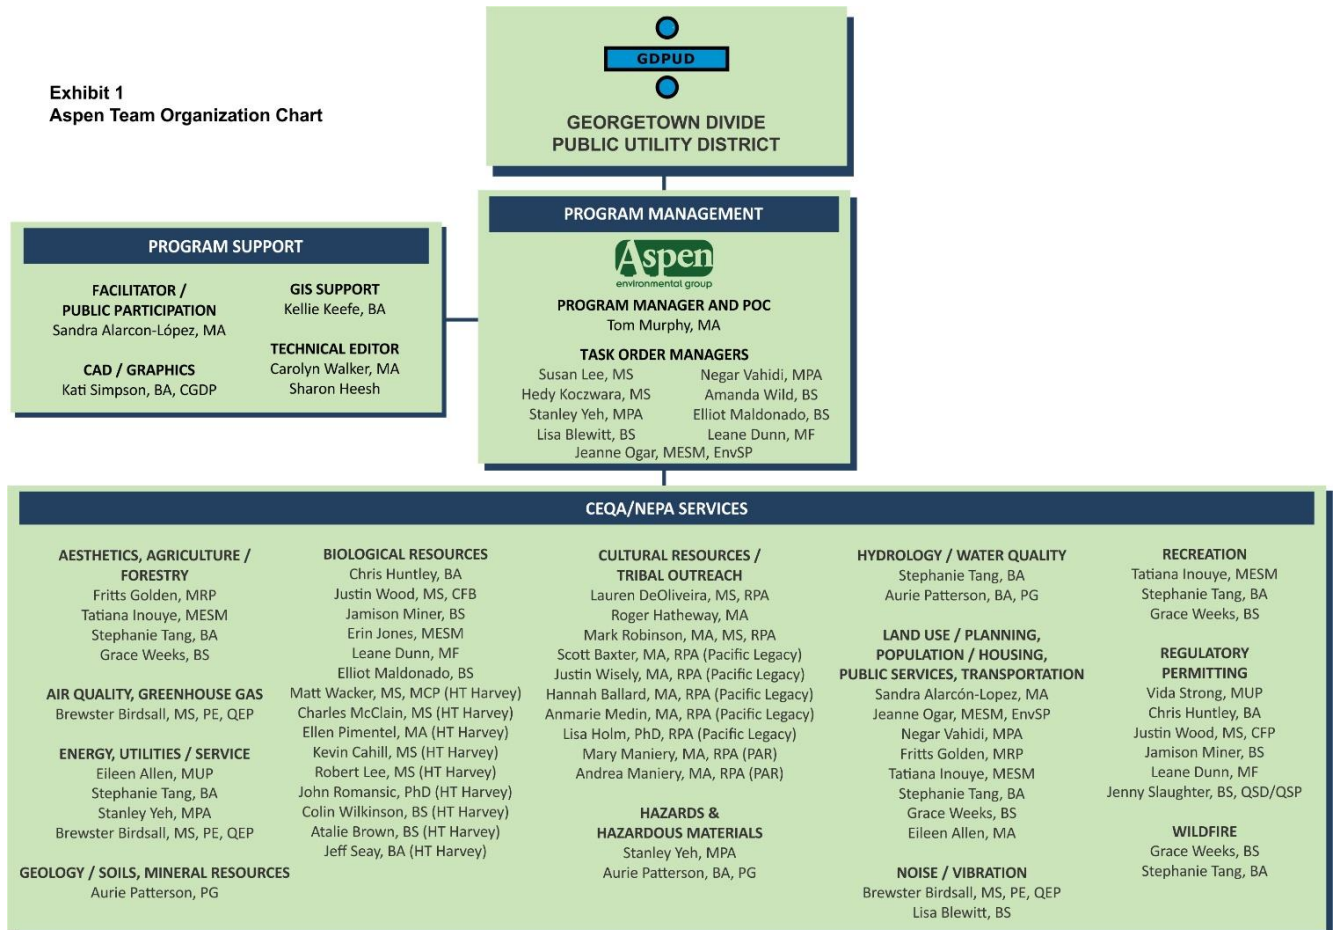 Exhibit 1
Aspen Team Organization Chart
GDPUD
GEORGETOWN DIVIDE
PUBLIC UTILITY DISTRICT
PROGRAM MANAGEMENT
Aspen
environmental group
PROGRAM MANAGER AND POC
Tom Murphy, MA
TASK ORDER MANAGERS
Susan Lee, MS
Hedy Koczwara, MS
Stanley Yeh, MPA
Lisa Blewitt, BS
Negar Vahidi, MPA
Amanda Wild, BS
Elliot Maldonado, BS
Leane Dunn, MF
Jeanne Ogar, MESM, EnvSP
PROGRAM SUPPORT
FACILITATOR /
PUBLIC PARTICIPATION
Sandra Alarcon-López, MA
CAD / GRAPHICS
Kati Simpson, BA, CGDP
GIS SUPPORT
Kellie Keefe, BA
TECHNICAL EDITOR
Carolyn Walker, MA
Sharon Heesh
CEQA/NEPA SERVICES
AESTHETICS, AGRICULTURE /
FORESTRY
Fritts Golden, MRP
Tatiana Inouye, MESM
Stephanie Tang, BA
Grace Weeks, BS
AIR QUALITY, GREENHOUSE GAS
Brewster Birdsall, MS, PE, QEP
ENERGY, UTILITIES / SERVICE
Eileen Allen, MUP
Stephanie Tang, BA
Stanley Yeh, MPA
Brewster Birdsall, MS, PE, QEP
GEOLOGY / SOILS, MINERAL RESOURCES
Aurie Patterson, PG
BIOLOGICAL RESOURCES
Chris Huntley, BA
Justin Wood, MS, CFB
Jamison Miner, BS
Erin Jones, MESM
Leane Dunn, MF
Elliot Maldonado, BS
Matt Wacker, MS, MCP (HT Harvey)
Charles McClain, MS (HT Harvey)
Ellen Pimentel, MA (HT Harvey)
Kevin Cahill, MS (HT Harvey)
Robert Lee, MS (HT Harvey)
John Romansic, PhD (HT Harvey)
Colin Wilkinson, BS (HT Harvey)
Atalie Brown, BS (HT Harvey)
Jeff Seay, BA (HT Harvey)
CULTURAL RESOURCES /
TRIBAL OUTREACH
Lauren DeOliveira, MS, RPA
Roger Hatheway, MA
Mark Robinson, MA, MS, RPA
Scott Baxter, MA, RPA (Pacific Legacy)
Justin Wisely, MA, RPA (Pacific Legacy)
Hannah Ballard, MA, RPA (Pacific Legacy)
Anmarie Medin, MA, RPA (Pacific Legacy)
Lisa Holm, PhD, RPA (Pacific Legacy)
Mary Maniery, MA, RPA (PAR)
Andrea Maniery, MA, RPA (PAR)
HAZARDS &
HAZARDOUS MATERIALS
Stanley Yeh, MPA
Aurie Patterson, BA, PG
HYDROLOGY / WATER QUALITY
Stephanie Tang, BA
Aurie Patterson, BA, PG
LAND USE / PLANNING,
POPULATION / HOUSING,
PUBLIC SERVICES, TRANSPORTATION
Sandra Alarcón-Lopez, MA
Jeanne Ogar, MESM, EnvSP
Negar Vahidi, MPA
Fritts Golden, MRP
Tatiana Inouye, MESM
Stephanie Tang, BA
Grace Weeks, BS
Eileen Allen, MA
NOISE / VIBRATION
Brewster Birdsall, MS, PE, QEP
Lisa Blewitt, BS
RECREATION
Tatiana Inouye, MESM
Stephanie Tang, BA
Grace Weeks, BS
REGULATORY
PERMITTING
Vida Strong, MUP
Chris Huntley, BA
Justin Wood, MS, CFP
Jamison Miner, BS
Leane Dunn, MF
Jenny Slaughter, BS, QSD/QSP
WILDFIRE
Grace Weeks, BS
Stephanie Tang, BA